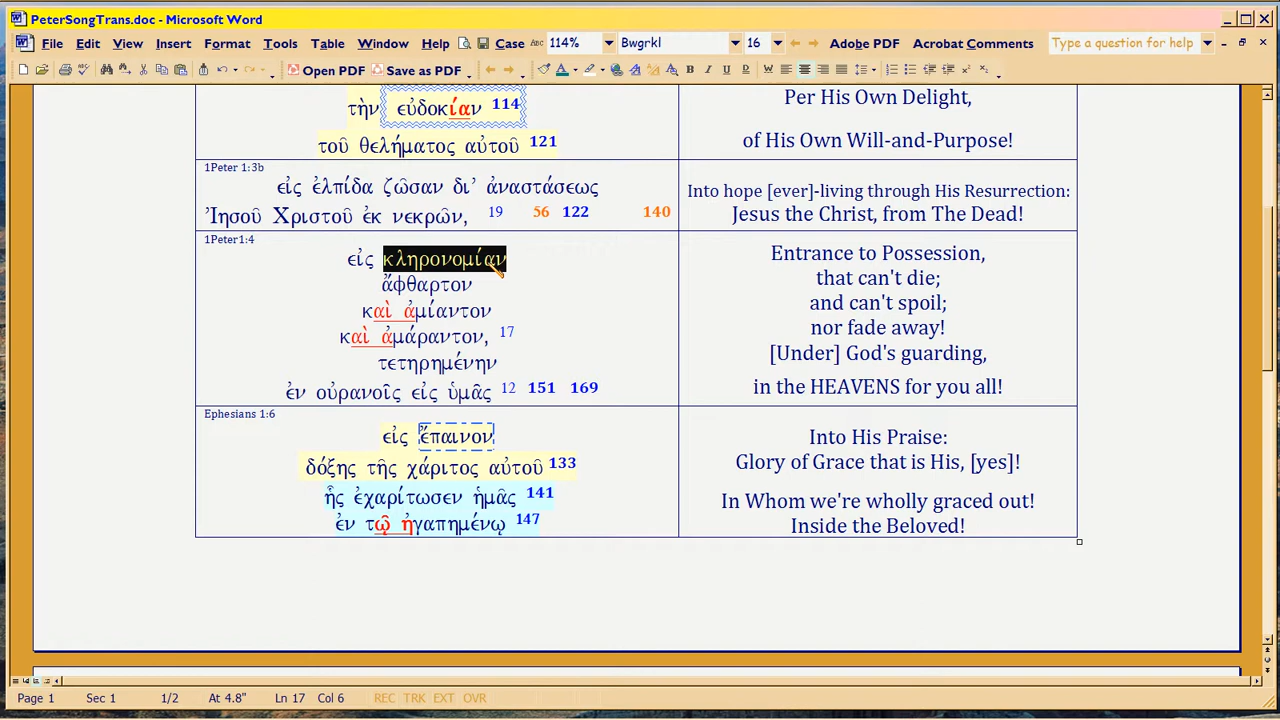 PeterSongTrans.doc - Microsoft Word
File Edit View Insert Format Tools Table Window Help Case 114% Bwgrkl 16 Adobe PDF Acrobat Comments Type a question for help
Open PDF Save as PDF B I U W
τὴν εὐδοκίαν 114
τοῦ θελήματος αὐτοῦ 121
Per His Own Delight,
of His Own Will-and-Purpose!
1Peter 1:3b
εἰς ἐλπίδα ζῶσαν δι’ ἀναστάσεως
Ἰησοῦ Χριστοῦ ἐκ νεκρῶν, 19 56 122 140
Into hope [ever]-living through His Resurrection:
Jesus the Christ, from The Dead!
1Peter1:4
εἰς κληρονομίαν
ἄφθαρτον
καὶ ἀμίαντον
καὶ ἀμάραντον, 17
τετηρημένην
ἐν οὐρανοῖς εἰς ὑμᾶς 12 151 169
Entrance to Possession,
that can't die;
and can't spoil;
nor fade away!
[Under] God's guarding,
in the HEAVENS for you all!
Ephesians 1:6
εἰς ἔπαινον
δόξης τῆς χάριτος αὐτοῦ 133
ἧς ἐχαρίτωσεν ἡμᾶς 141
ἐν τῷ ἠγαπημένῳ 147
Into His Praise:
Glory of Grace that is His, [yes]!
In Whom we're wholly graced out!
Inside the Beloved!
Page 1 Sec 1 1/2 At 4.8" Ln 17 Col 6 REC TRK EXT OVR